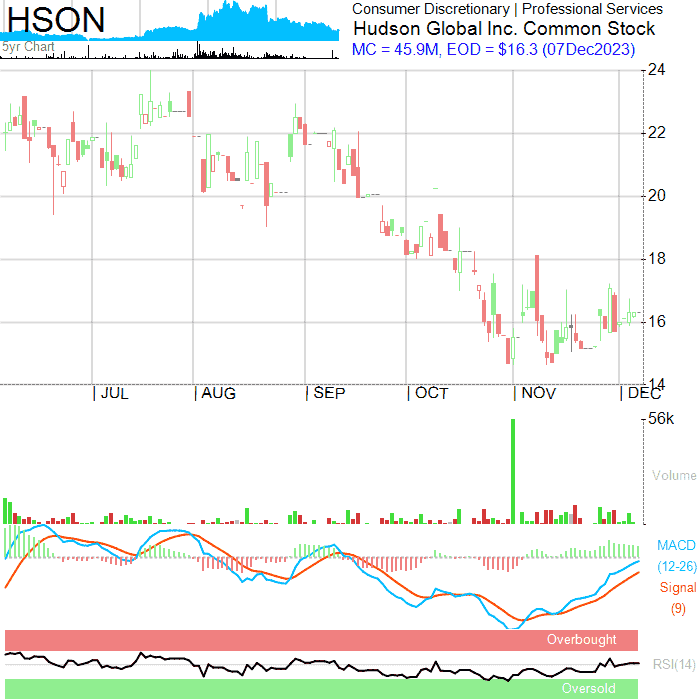 HSON
5yr Chart
Consumer Discretionary | Professional Services
Hudson Global Inc. Common Stock
MC = 45.9M, EOD = $16.3 (07Dec2023)
24
22
20
18
16
14
| JUL | AUG | SEP | OCT | NOV | DEC
56k
Volume
MACD
(12-26)
Signal
(9)
Overbought
RSI(14)
Oversold